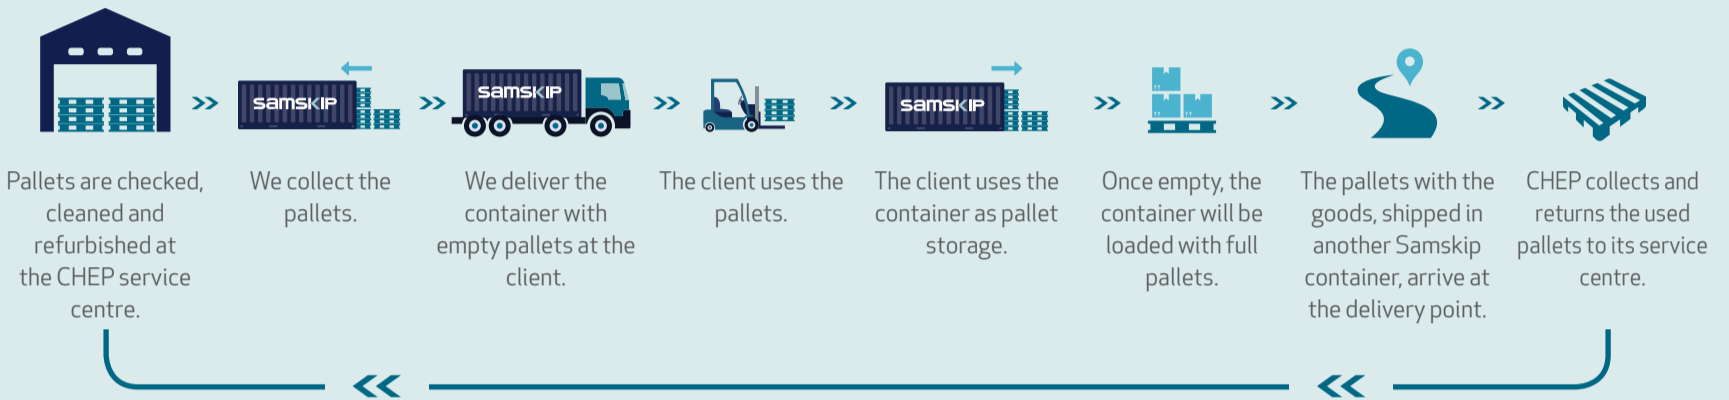 SAMSKIP
SAMSKIP
SAMSKIP
Pallets are checked,
cleaned and
refurbished at
the CHEP service
centre.
We collect the
pallets.
We deliver the
container with
empty pallets at the
client.
The client uses the
pallets.
The client uses the
container as pallet
storage.
Once empty, the
container will be
loaded with full
pallets.
The pallets with the
goods, shipped in
another Samskip
container, arrive at
the delivery point.
CHEP collects and
returns the used
pallets to its service
centre.